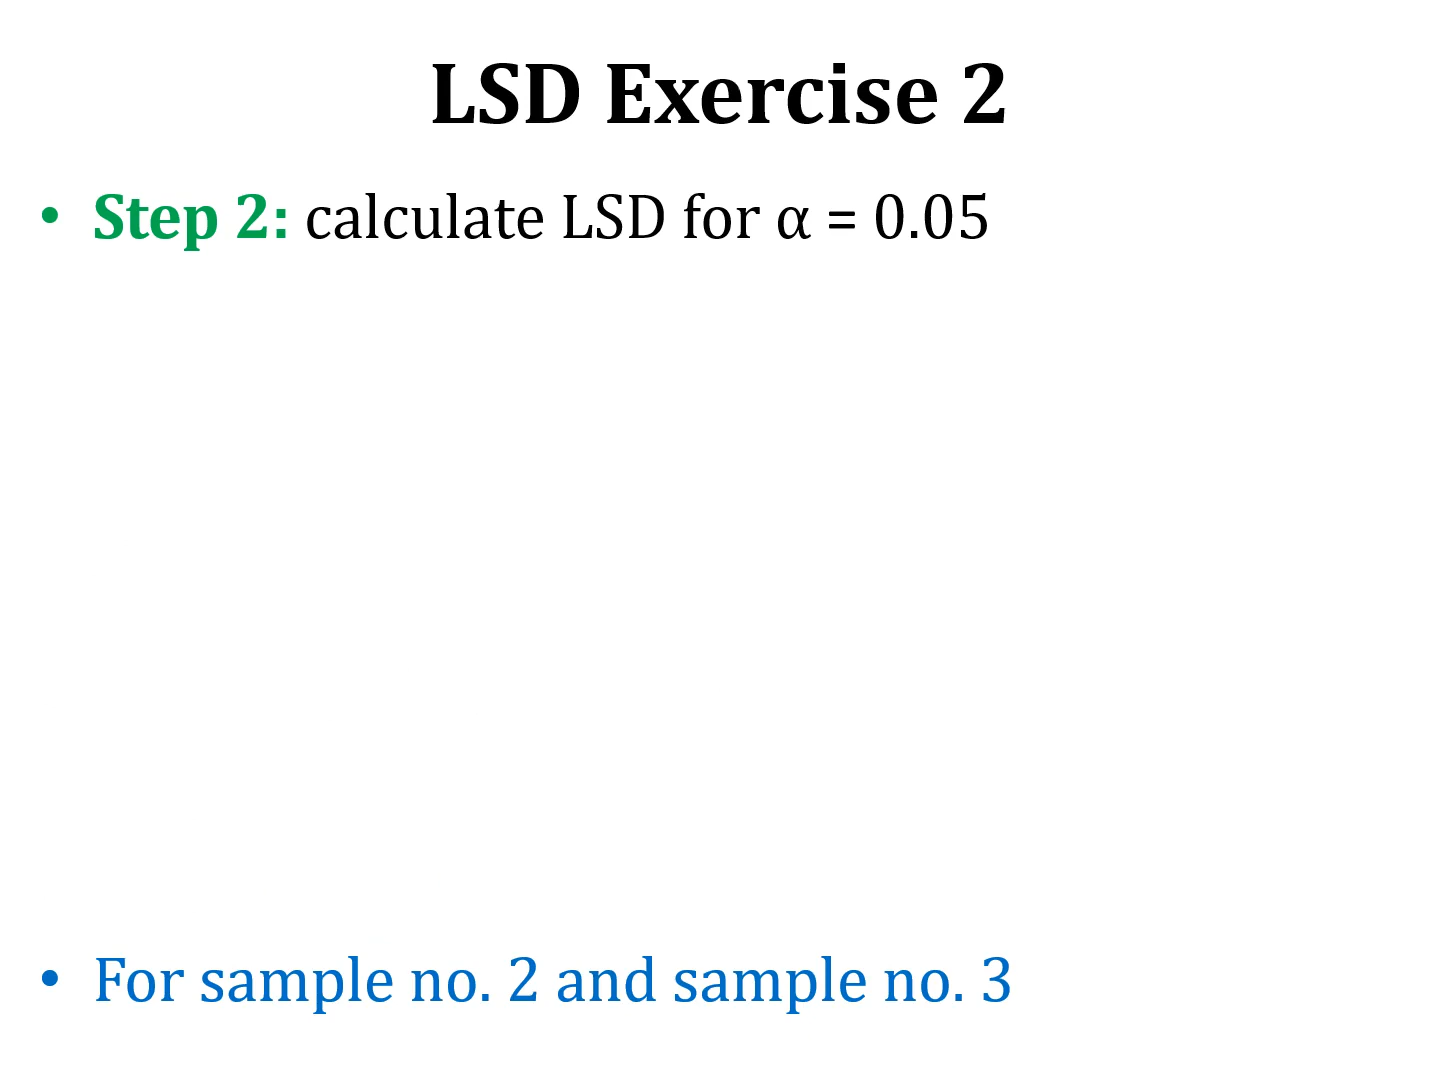 LSD Exercise 2
• Step 2: calculate LSD for α = 0.05
• For sample no. 2 and sample no. 3